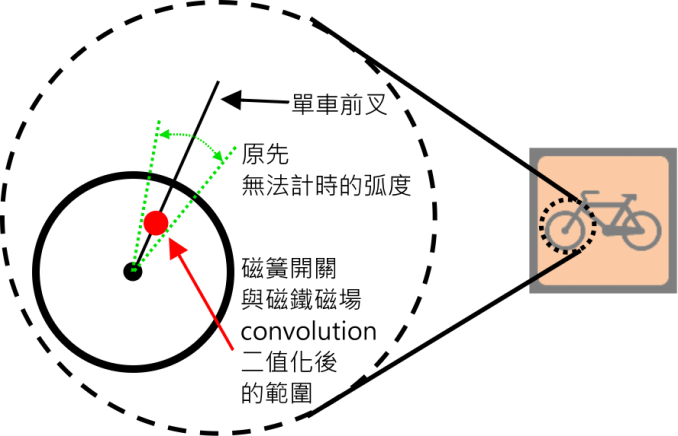 單車前叉
原先
無法計時的弧度
磁簧開關
與磁鐵磁場
convolution
二值化後
的範圍